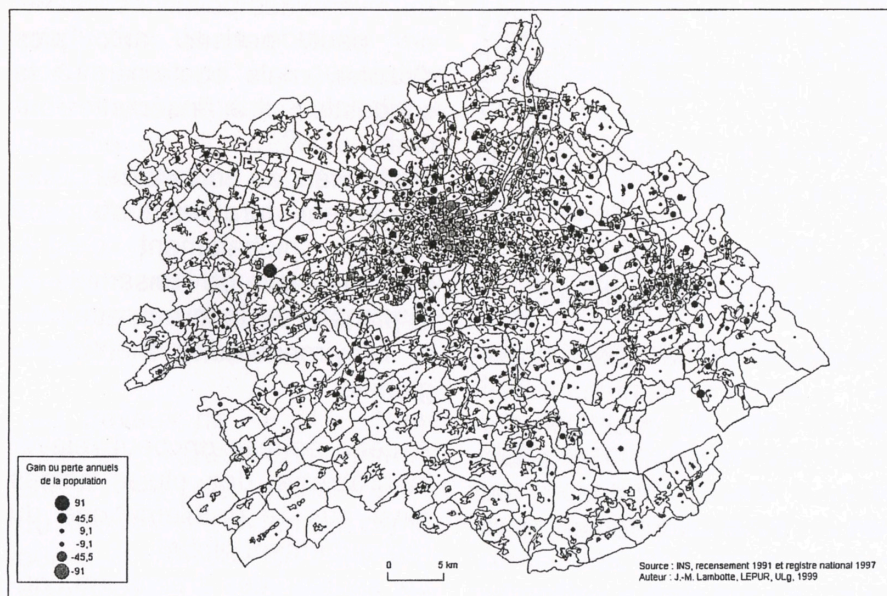 Gain ou perte annuels
de la population
91
45,5
9,1
-9,1
-45,5
-91
0 5 km
Source : INS, recensement 1991 et registre national 1997
Auteur : J.-M. Lambotte, LEPUR, ULg, 1999